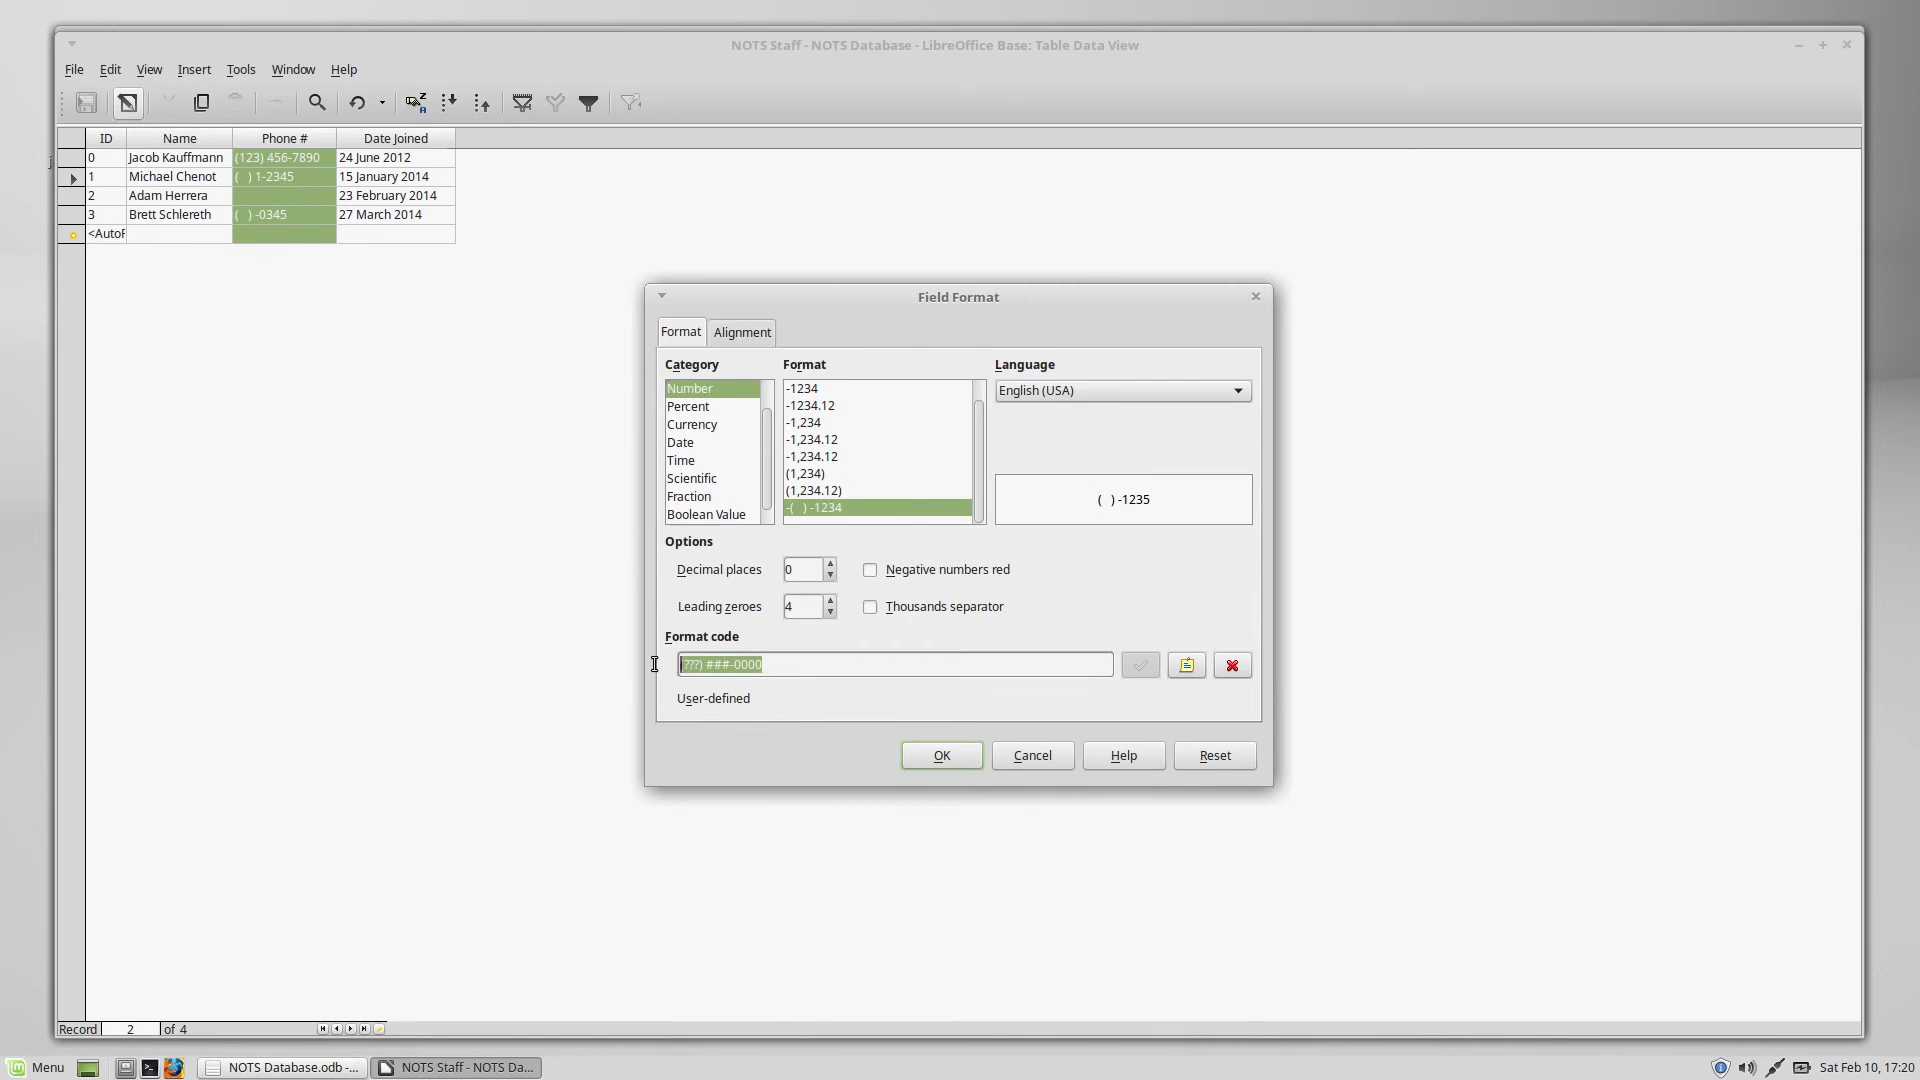 NOTS Staff - NOTS Database - LibreOffice Base: Table Data View
File Edit View Insert Tools Window Help
ID Name Phone # Date Joined
0 Jacob Kauffmann (123) 456-7890 24 June 2012
1 Michael Chenot (   ) 1-2345 15 January 2014
2 Adam Herrera 23 February 2014
3 Brett Schlereth (   ) -0345 27 March 2014
<AutoF
Field Format
Format Alignment
Category Format Language
Number -1234 English (USA)
Percent -1234.12
Currency -1,234
Date -1,234.12
Time -1,234.12
Scientific (1,234)
Fraction (1,234.12) (   ) -1235
Boolean Value -(   ) -1234
Options
Decimal places 0 Negative numbers red
Leading zeroes 4 Thousands separator
Format code
(???) ###-0000
User-defined
OK Cancel Help Reset
Record 2 of 4
Menu NOTS Database.odb -... NOTS Staff - NOTS Da... Sat Feb 10, 17:20